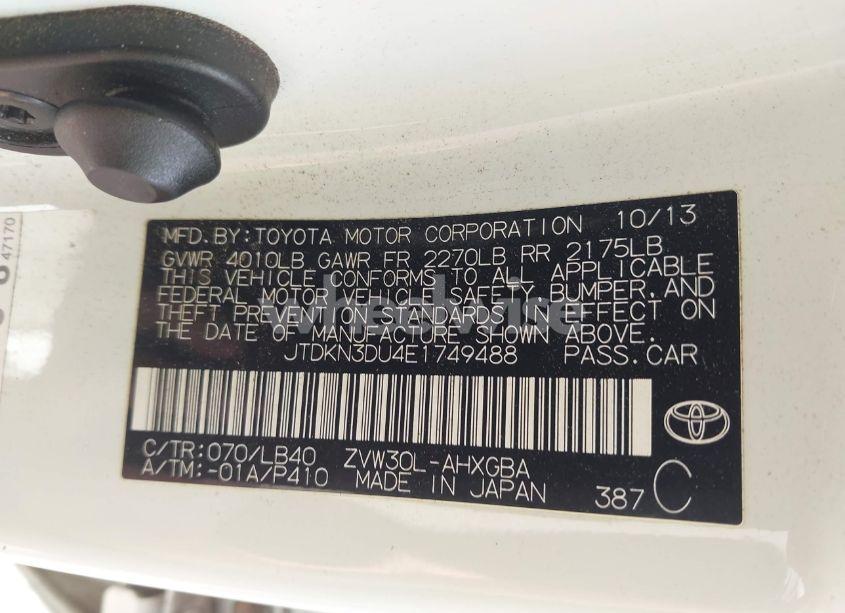 47170
MFD. BY: TOYOTA MOTOR CORPORATION 10/13
GVWR 4010LB GAWR FR 2270LB RR 2175LB
THIS VEHICLE CONFORMS TO ALL APPLICABLE
FEDERAL MOTOR VEHICLE SAFETY, BUMPER, AND
THEFT PREVENTION STANDARDS IN EFFECT ON
THE DATE OF MANUFACTURE SHOWN ABOVE.
JTDKN3DU4E1749488 PASS. CAR
C/TR: 070/LB40 ZVW30L-AHXGBA
A/TM: -01A/P410 MADE IN JAPAN 387 C
wheelwise